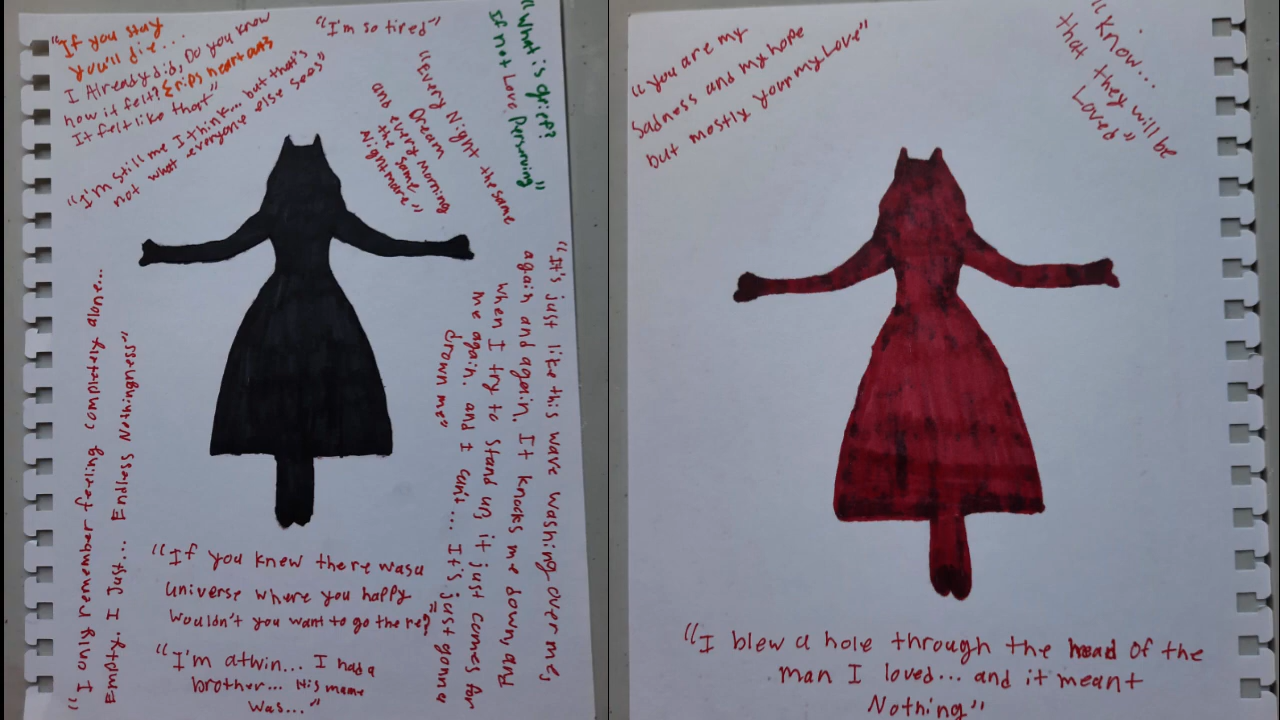 "If you stay
you'll die...
I Already did, Do you know
how it felt? *rips heart out*
It felt like that"
"I'm still me I think... but that's
not what everyone else sees"
"I'm so tired"
"Every Night the same
Dream
and every morning
the same
Nightmare"
"What is grief?
If not Love Perserving"
"It's just like this wave washing over me,
again and again. It knocks me down, and
when I try to stand up, it just comes for
me again. and I can't... It's just gonna
drown me"
"I only remember feeling completely alone...
Empty. I Just... Endless Nothingness"
"If you knew there was a
universe where you happy
wouldn't you want to go there?"
"I'm a twin... I had a
brother... His name
was..."
"You are my
Sadness and my hope
but mostly your my Love"
"Know...
that they will be
Loved"
"I blew a hole through the head of the
man I loved... and it meant
Nothing"